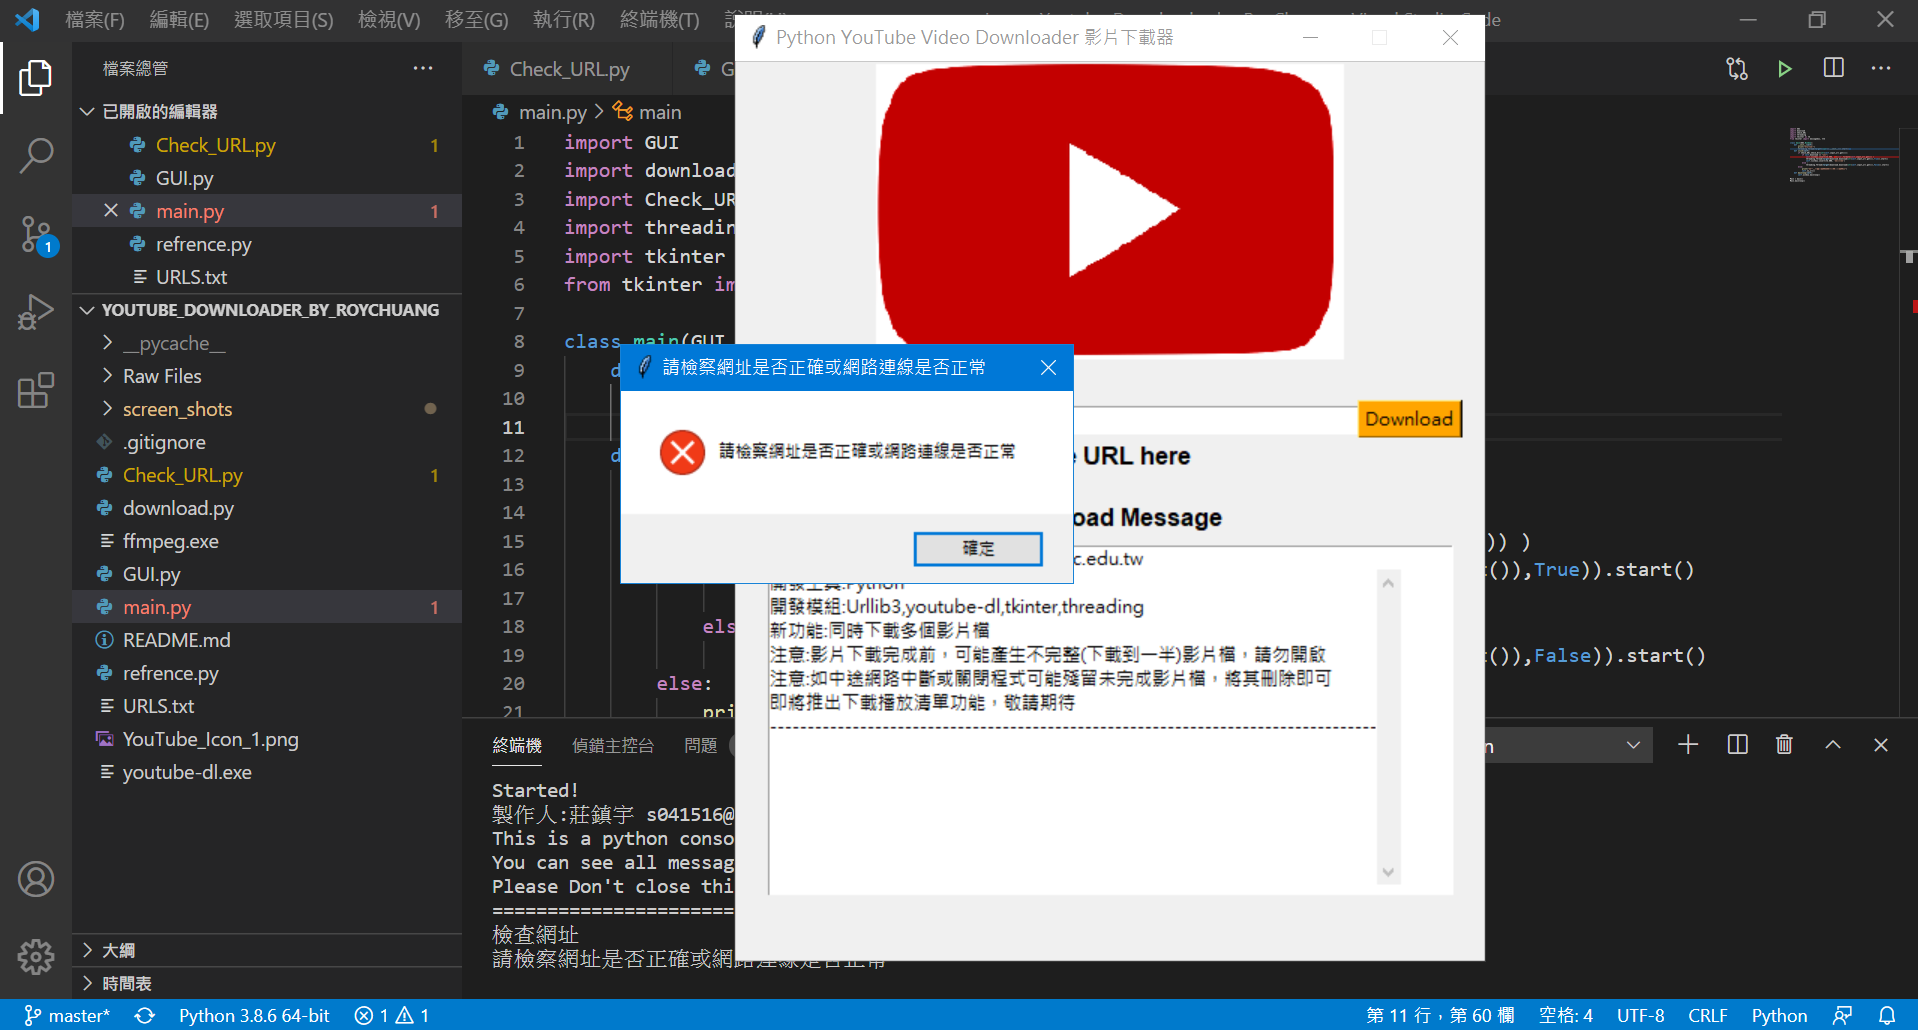 檔案(F) 編輯(E) 選取項目(S) 檢視(V) 移至(G) 執行(R) 終端機(T)
Python YouTube Video Downloader 影片下載器
檔案總管
已開啟的編輯器
Check_URL.py 1
GUI.py
main.py 1
refrence.py
URLS.txt
YOUTUBE_DOWNLOADER_BY_ROYCHUANG
__pycache__
Raw Files
screen_shots
.gitignore
Check_URL.py 1
download.py
ffmpeg.exe
GUI.py
main.py 1
README.md
refrence.py
URLS.txt
YouTube_Icon_1.png
youtube-dl.exe
大綱
時間表
Check_URL.py G
main.py > main
1 import GUI
2 import download
3 import Check_UR
4 import threadin
5 import tkinter
6 from tkinter im
7
8 class main(GUI
9 d
10
11
12 d
13
14
15 )) )
16 t()),True)).start()
17
18 els
19 t()),False)).start()
20 else:
21 pri
請檢察網址是否正確或網路連線是否正常
請檢察網址是否正確或網路連線是否正常
確定
Download
e URL here
oad Message
c.edu.tw
開發工具:Python
開發模組:Urllib3,youtube-dl,tkinter,threading
新功能:同時下載多個影片檔
注意:影片下載完成前，可能產生不完整(下載到一半)影片檔，請勿開啟
注意:如中途網路中斷或關閉程式可能殘留未完成影片檔，將其刪除即可
即將推出下載播放清單功能，敬請期待
--------------------------------------------------------------------------------
終端機 偵錯主控台 問題
n
Started!
製作人:莊鎮宇 s041516@
This is a python conso
You can see all messag
Please Don't close thi
======================
檢查網址
請檢察網址是否正確或網路連線是否正常
master* Python 3.8.6 64-bit 1 1 第 11 行，第 60 欄 空格: 4 UTF-8 CRLF Python